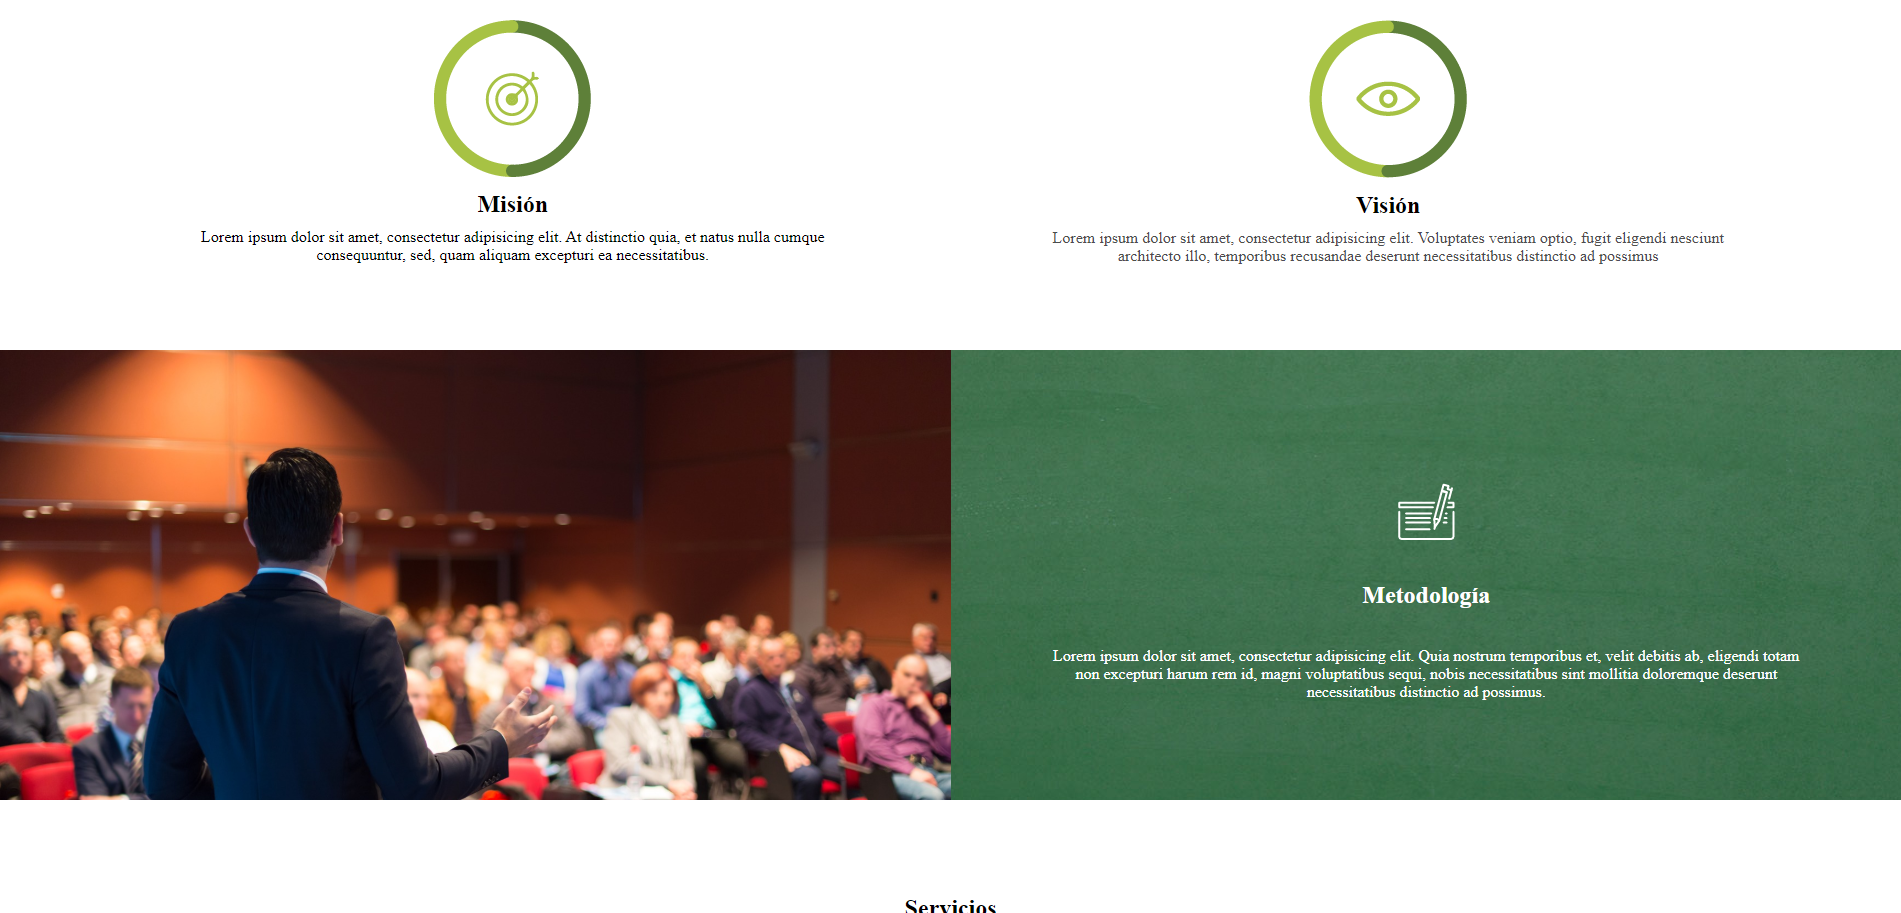 Misión
Lorem ipsum dolor sit amet, consectetur adipisicing elit. At distinctio quia, et natus nulla cumque
consequuntur, sed, quam aliquam excepturi ea necessitatibus.
Visión
Lorem ipsum dolor sit amet, consectetur adipisicing elit. Voluptates veniam optio, fugit eligendi nesciunt
architecto illo, temporibus recusandae deserunt necessitatibus distinctio ad possimus
Metodología
Lorem ipsum dolor sit amet, consectetur adipisicing elit. Quia nostrum temporibus et, velit debitis ab, eligendi totam
non excepturi harum rem id, magni voluptatibus sequi, nobis necessitatibus sint mollitia doloremque deserunt
necessitatibus distinctio ad possimus.
Servicios